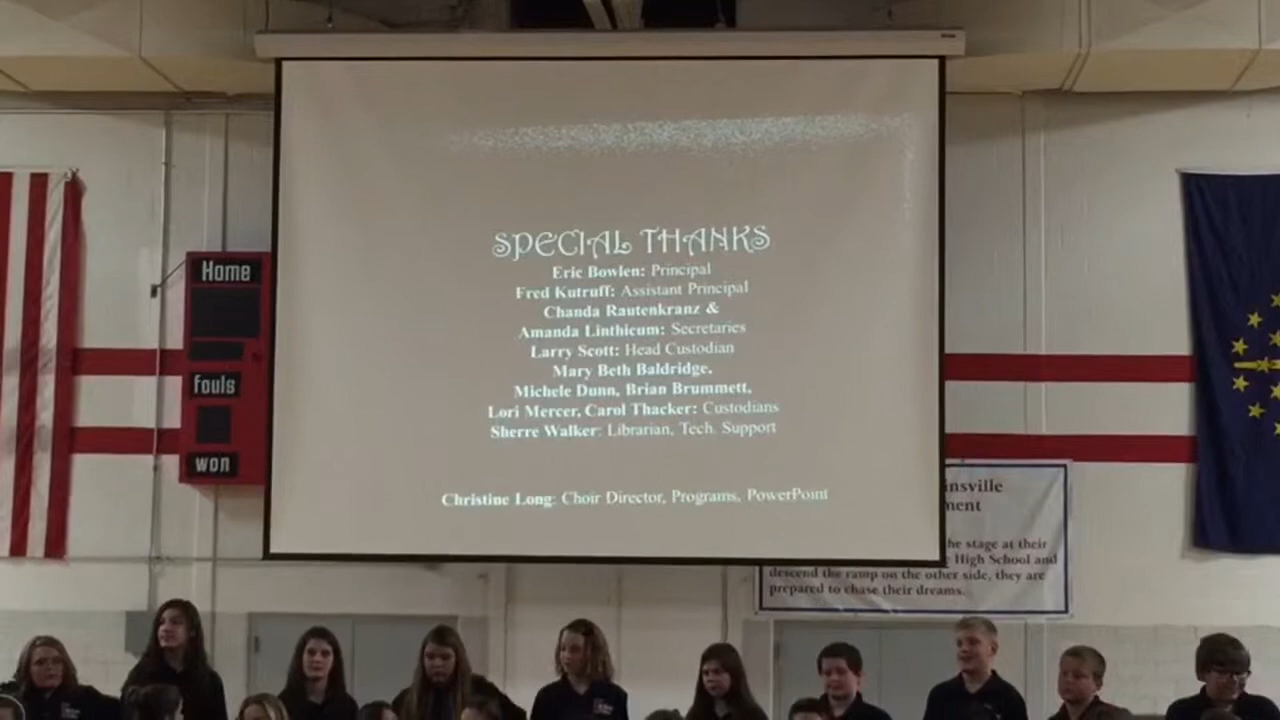 SPECIAL THANKS
Eric Bowlen: Principal
Fred Kutruff: Assistant Principal
Chanda Rautenkranz &
Amanda Linthicum: Secretaries
Larry Scott: Head Custodian
Mary Beth Baldridge,
Michele Dunn, Brian Brummett,
Lori Mercer, Carol Thacker: Custodians
Sherre Walker: Librarian, Tech. Support
Christine Long: Choir Director, Programs, PowerPoint
Home
fouls
won
insville
ment
he stage at their
High School and
descend the ramp on the other side, they are
prepared to chase their dreams.